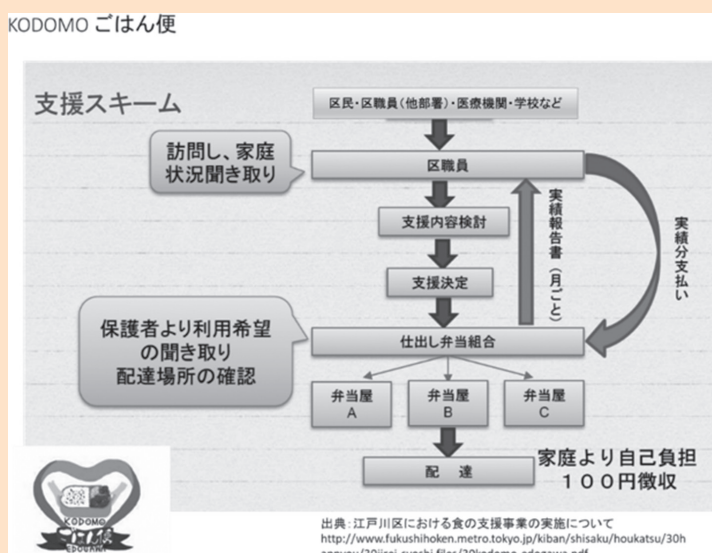 KODOMO ごはん便
支援スキーム
区民・区職員(他部署)・医療機関・学校など
訪問し、家庭
状況聞き取り
区職員
支援内容検討
実績報告書(月ごと)
実績分支払い
支援決定
保護者より利用希望
の聞き取り
配達場所の確認
仕出し弁当組合
弁当屋
A
弁当屋
B
弁当屋
C
配 達
家庭より自己負担
100円徴収
KODOMO
ごはん便
EDOGAWA
出典:江戸川区における食の支援事業の実施について
http://www.fukushihoken.metro.tokyo.jp/kiban/shisaku/houkatsu/30h